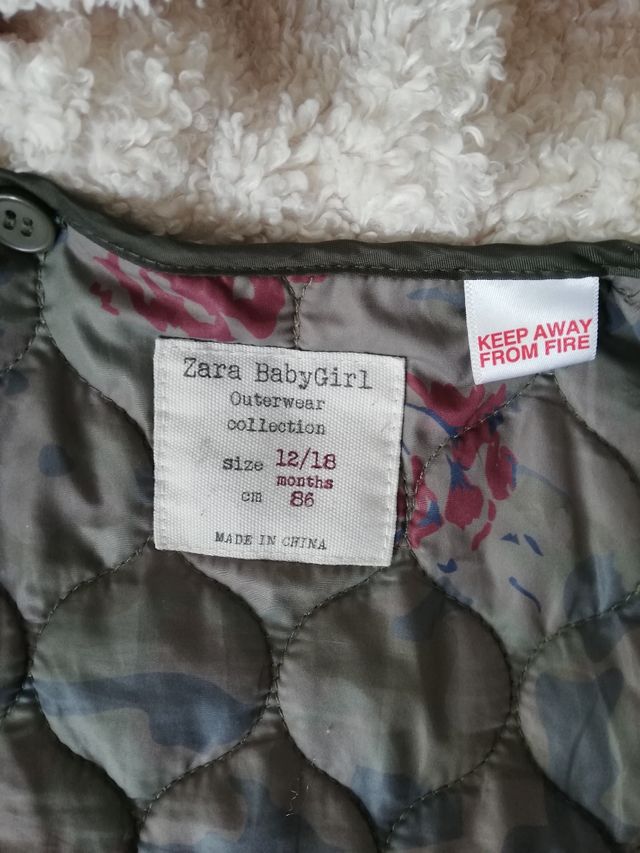 Zara BabyGirl
Outerwear
collection
size 12/18
months
cm 86
MADE IN CHINA
KEEP AWAY
FROM FIRE